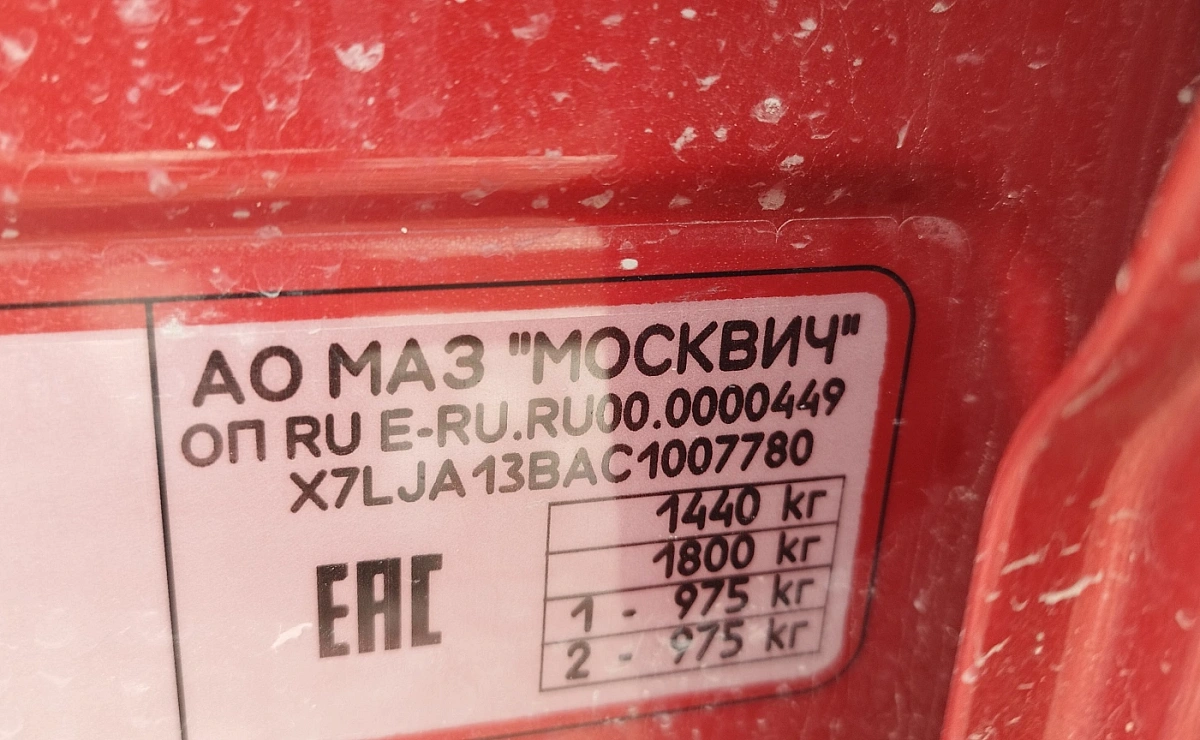 АО МАЗ "МОСКВИЧ"
ОП RU E-RU.RU00.0000449
X7LJA13BAC1007780
1440 кг
1800 кг
1 - 975 кг
2 - 975 кг
EAC